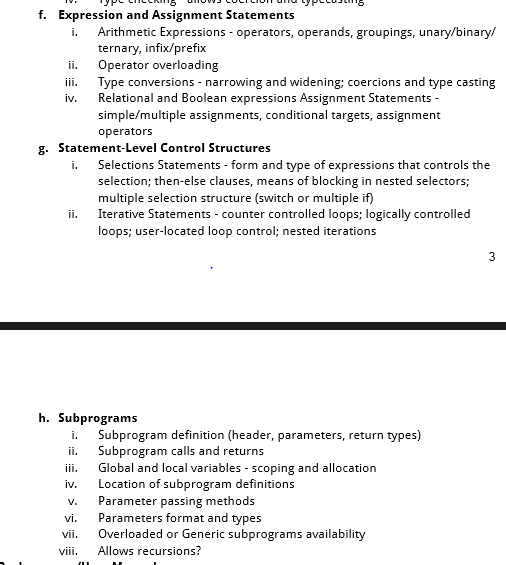 iv. Type checking - allows coercion and typecasting
f. Expression and Assignment Statements
i. Arithmetic Expressions - operators, operands, groupings, unary/binary/
ternary, infix/prefix
ii. Operator overloading
iii. Type conversions - narrowing and widening; coercions and type casting
iv. Relational and Boolean expressions Assignment Statements -
simple/multiple assignments, conditional targets, assignment
operators
g. Statement-Level Control Structures
i. Selections Statements - form and type of expressions that controls the
selection; then-else clauses, means of blocking in nested selectors;
multiple selection structure (switch or multiple if)
ii. Iterative Statements - counter controlled loops; logically controlled
loops; user-located loop control; nested iterations
3
h. Subprograms
i. Subprogram definition (header, parameters, return types)
ii. Subprogram calls and returns
iii. Global and local variables - scoping and allocation
iv. Location of subprogram definitions
v. Parameter passing methods
vi. Parameters format and types
vii. Overloaded or Generic subprograms availability
viii. Allows recursions?